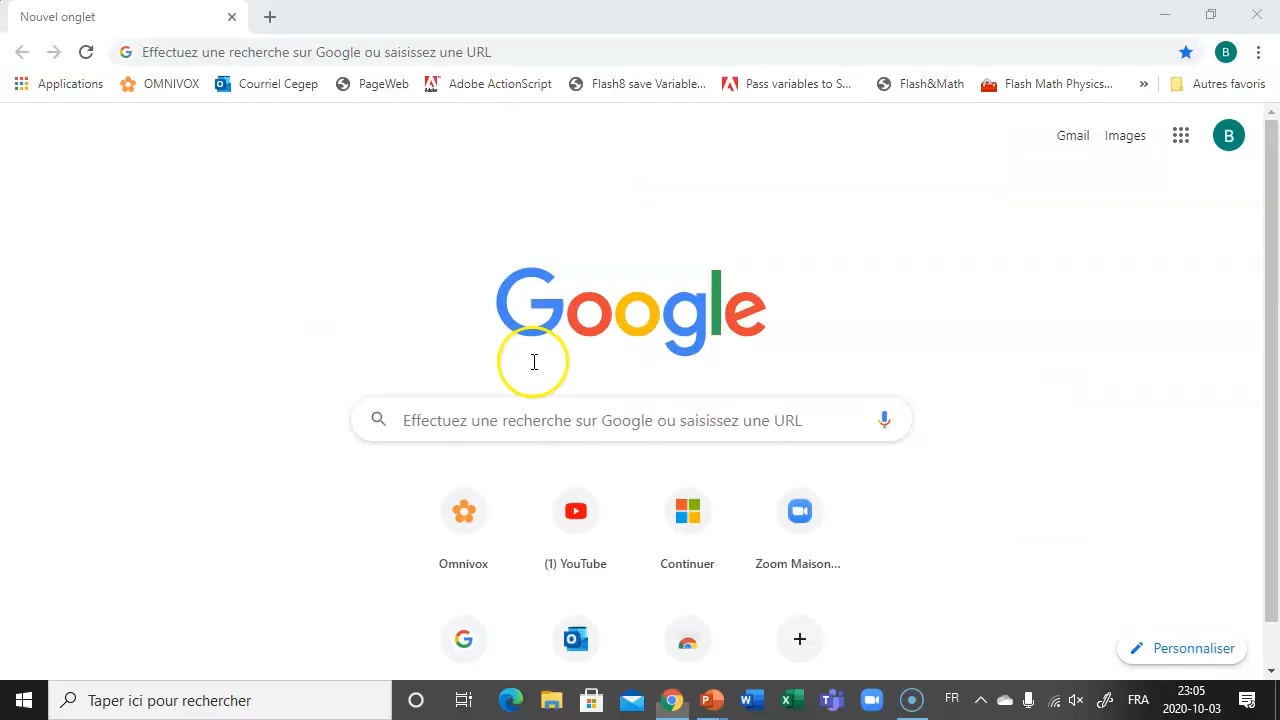 Nouvel onglet
Effectuez une recherche sur Google ou saisissez une URL
B
Applications
OMNIVOX
Courriel Cegep
PageWeb
Adobe ActionScript
Flash8 save Variable...
Pass variables to S...
Flash&Math
Flash Math Physics...
»
Autres favoris
Gmail
Images
B
Google
Effectuez une recherche sur Google ou saisissez une URL
Omnivox
(1) YouTube
Continuer
Zoom Maison...
Personnaliser
Taper ici pour rechercher
FR
FRA
23:05
2020-10-03